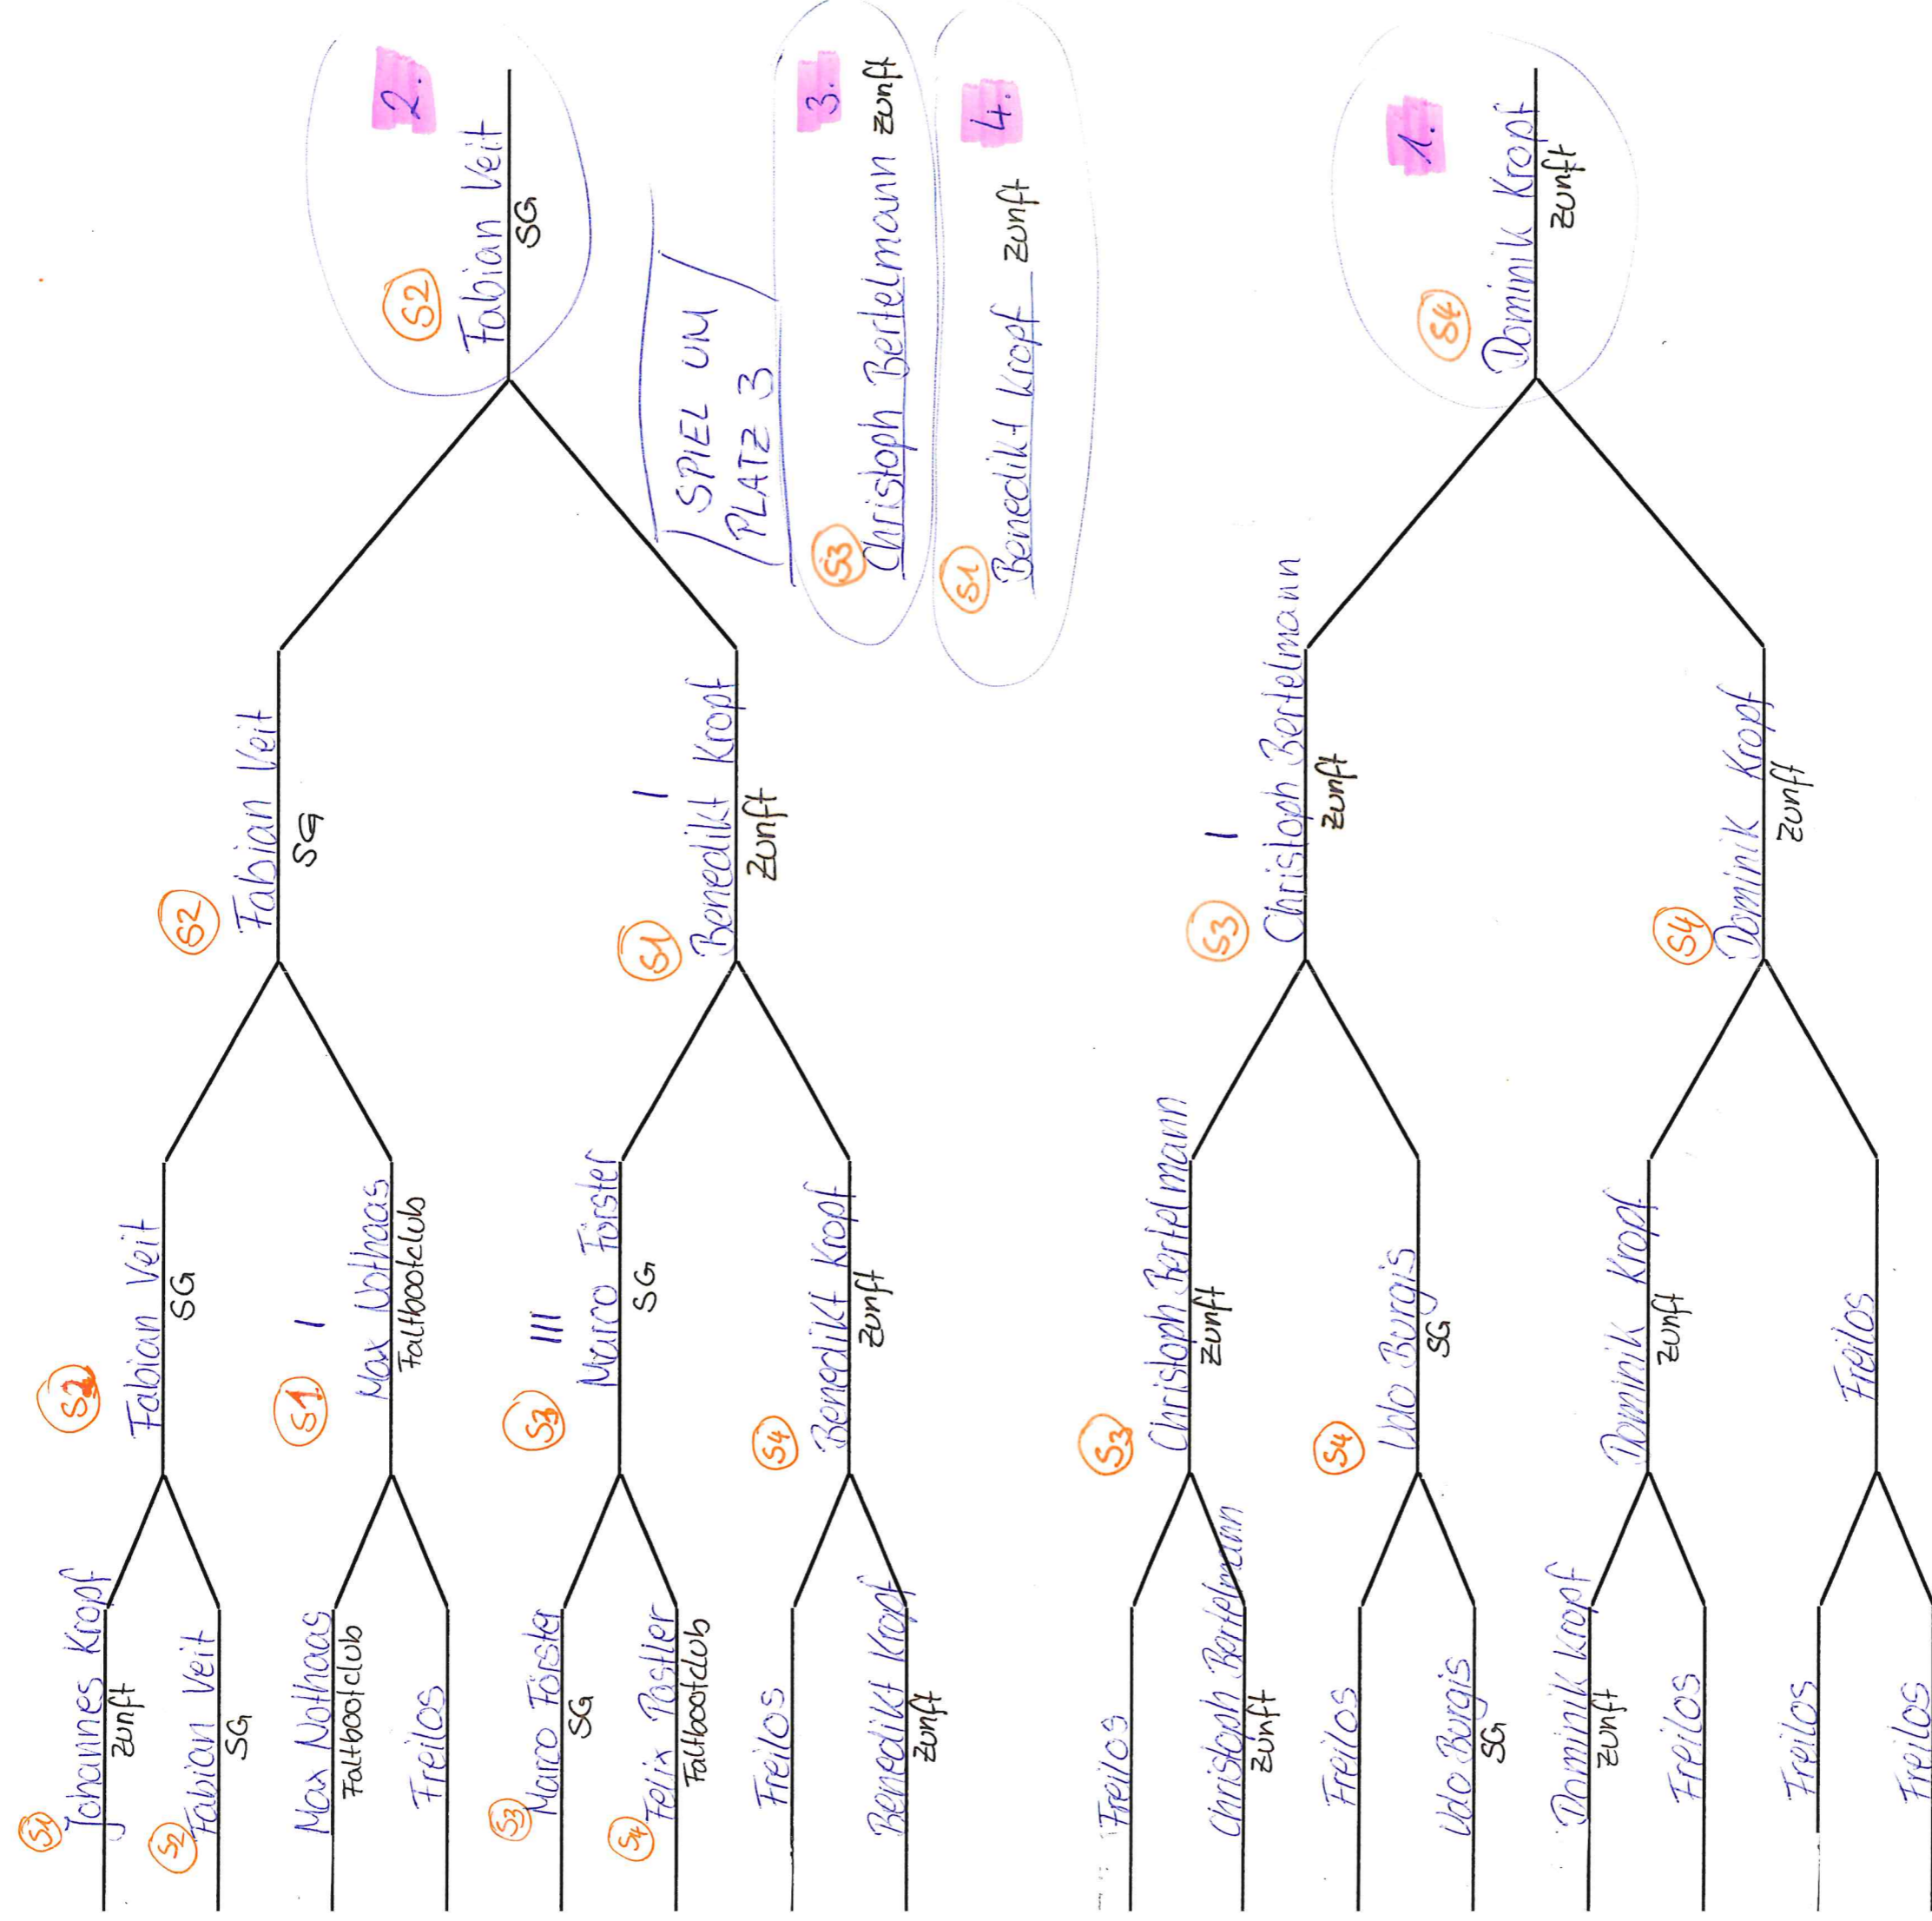 S1
Johannes Kropf
Zunft
S2
Fabian Veit
SG
Max Nothaas
Faltbootclub
Freilos
S3
Marco Förster
SG
S4
Felix Pastler
Faltbootclub
Freilos
Benedikt Kropf
Zunft
Freilos
Christoph Bertelmann
Zunft
Freilos
Udo Burgis
SG
Dominik Kropf
Zunft
Freilos
Freilos
Freilos
S2
Fabian Veit
SG
I
S1
Max Nothaas
Faltbootclub
III
S3
Marco Förster
SG
S4
Benedikt Kropf
Zunft
S3
Christoph Bertelmann
Zunft
S4
Udo Burgis
SG
Dominik Kropf
Zunft
Freilos
S2
Fabian Veit
SG
I
S1
Benedikt Kropf
Zunft
I
S3
Christoph Bertelmann
Zunft
S4
Dominik Kropf
Zunft
2.
S2
Fabian Veit
SG
SPIEL UM
PLATZ 3
3.
S3
Christoph Bertelmann Zunft
4.
S1
Benedikt Kropf Zunft
1.
S4
Dominik Kropf
Zunft